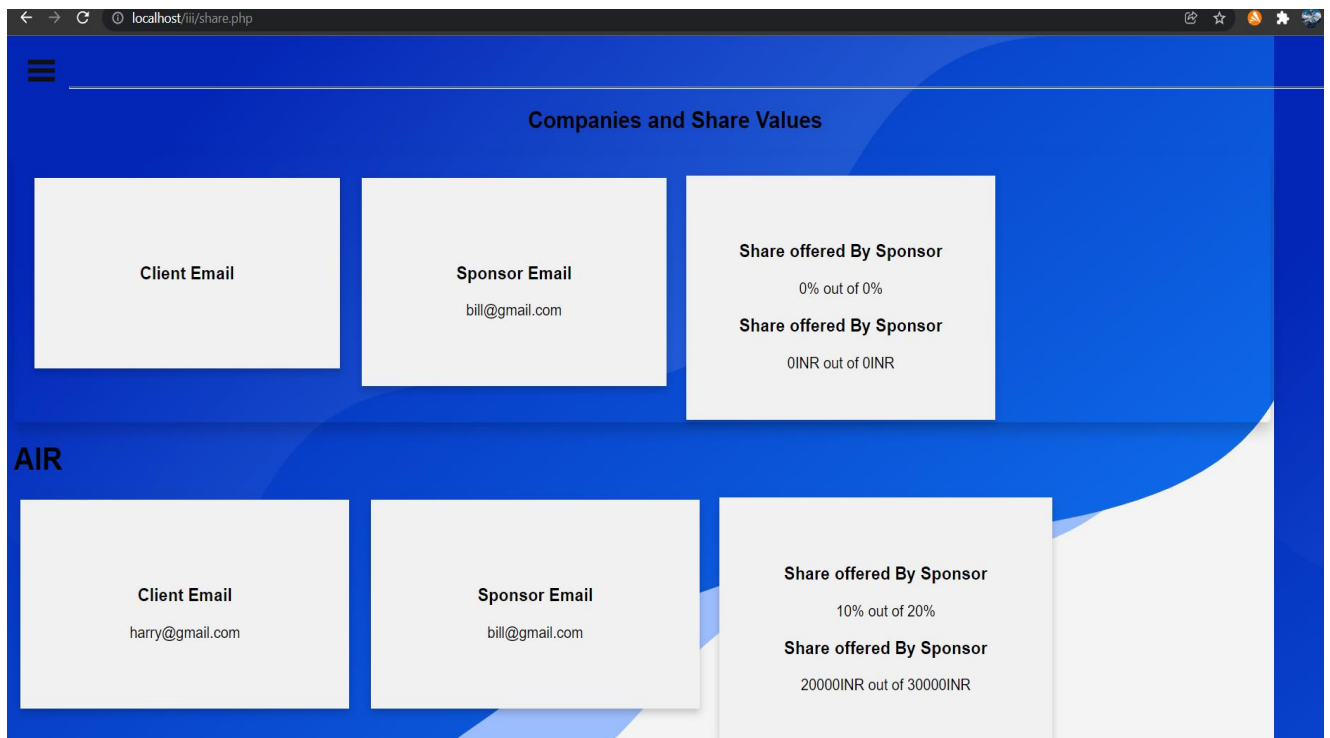 localhost/iii/share.php
Companies and Share Values
Client Email
Sponsor Email
bill@gmail.com
Share offered By Sponsor
0% out of 0%
Share offered By Sponsor
0INR out of 0INR
AIR
Client Email
harry@gmail.com
Sponsor Email
bill@gmail.com
Share offered By Sponsor
10% out of 20%
Share offered By Sponsor
20000INR out of 30000INR